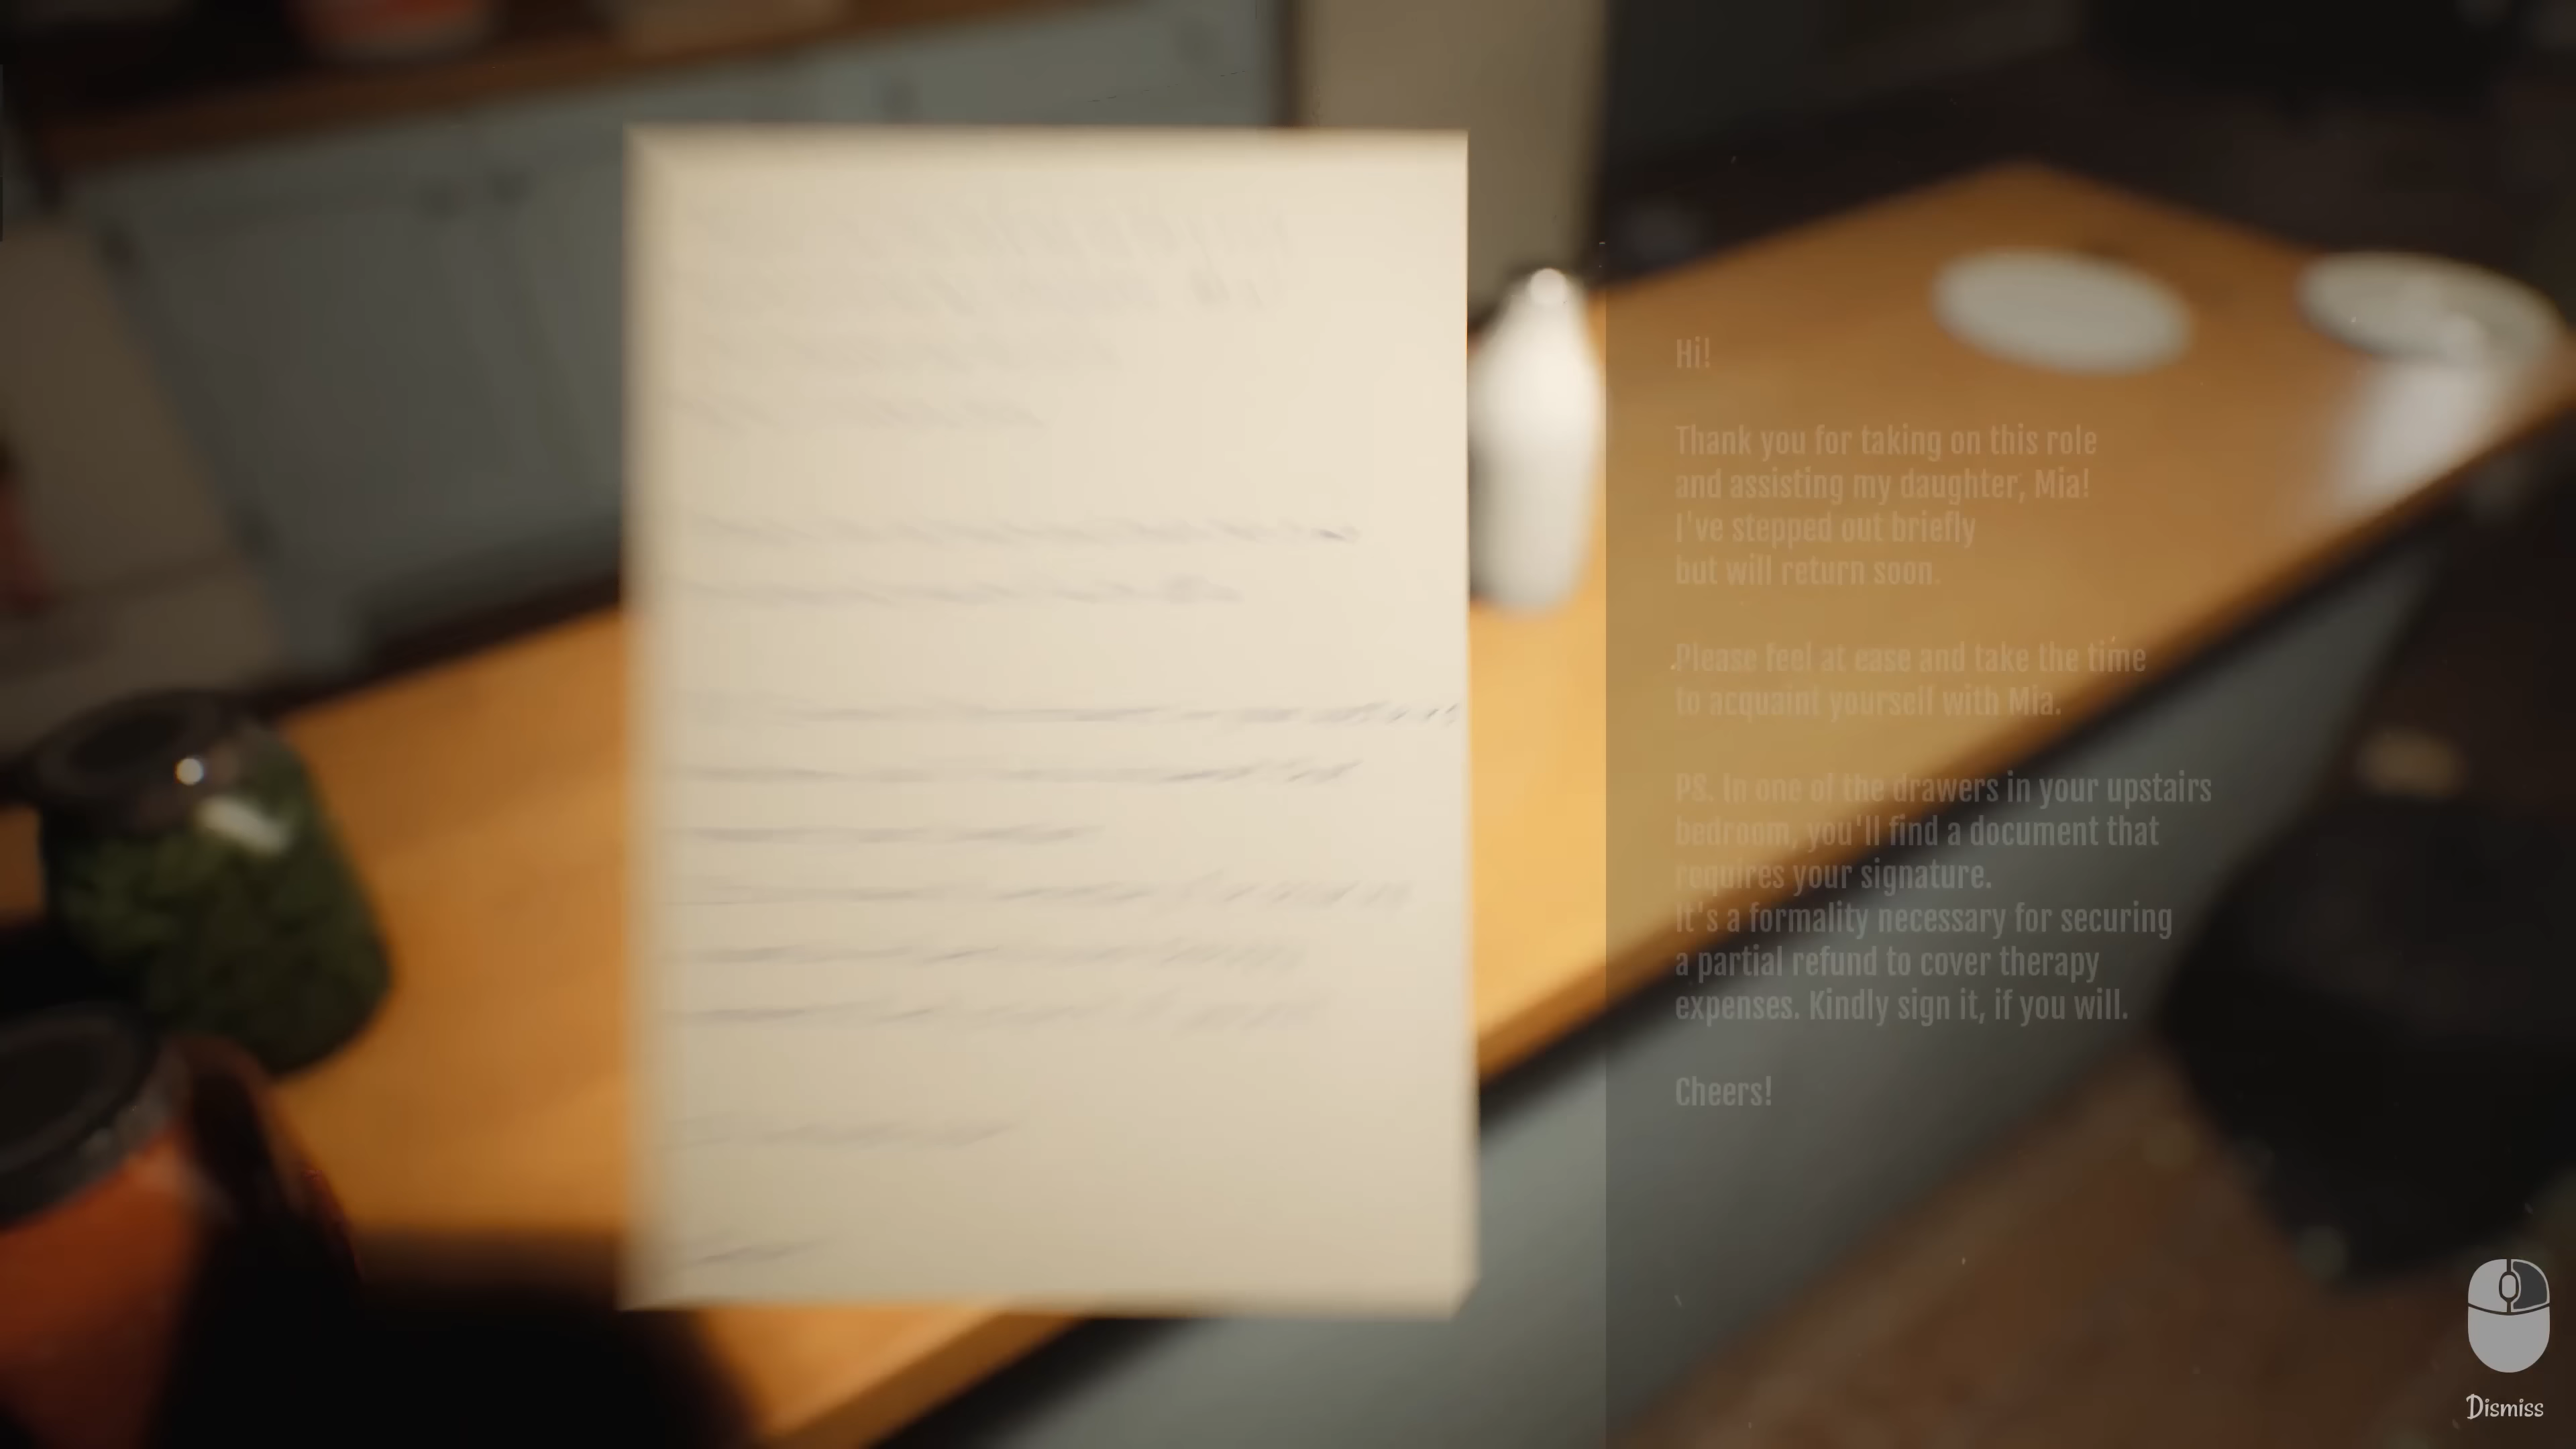 Hi!
Thank you for taking on this role
and assisting my daughter, Mia!
I've stepped out briefly
but will return soon.
Please feel at ease and take the time
to acquaint yourself with Mia.
PS. In one of the drawers in your upstairs
bedroom, you'll find a document that
requires your signature.
It's a formality necessary for securing
a partial refund to cover therapy
expenses. Kindly sign it, if you will.
Cheers!
Dismiss